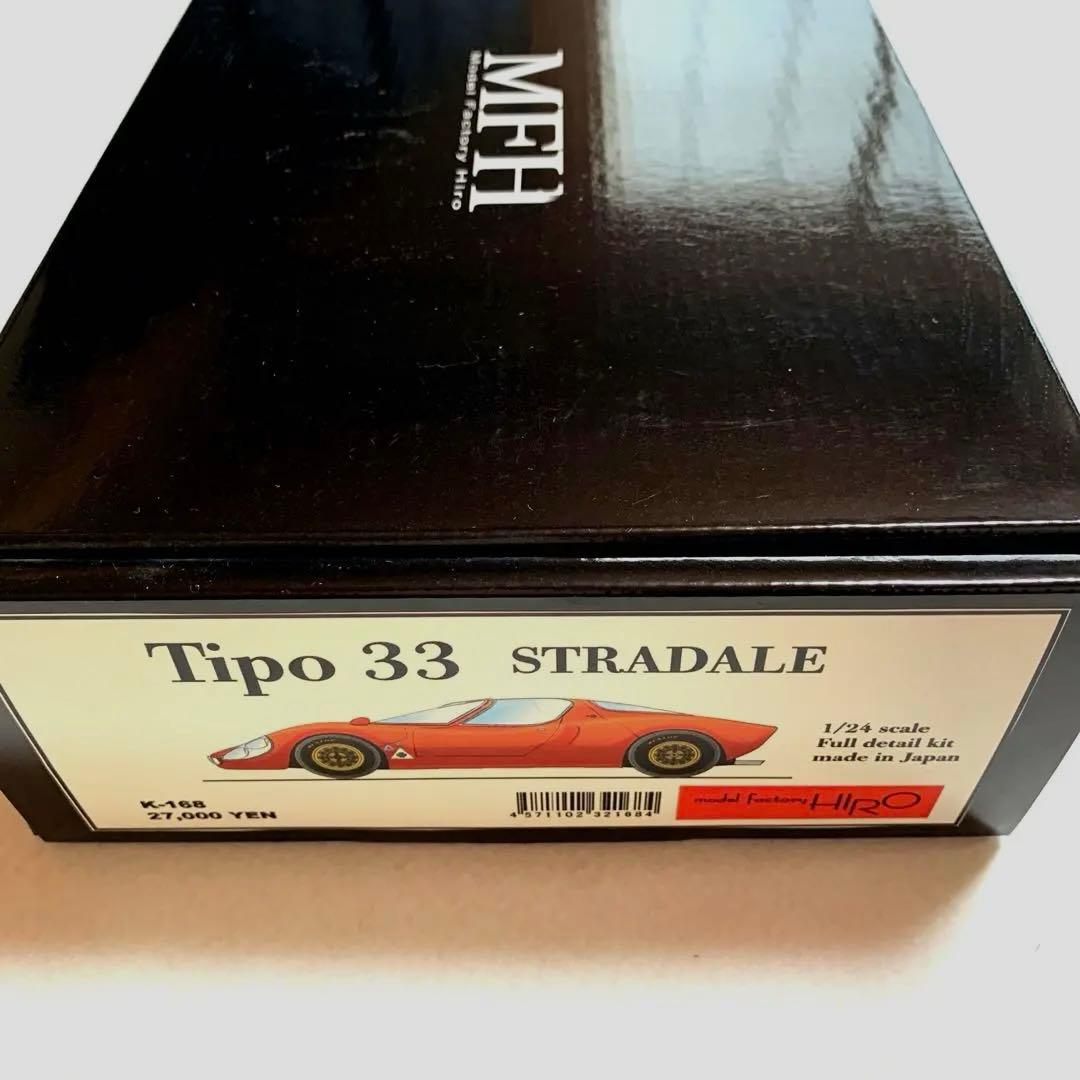 MFH
Model Factory Hiro
Tipo 33 STRADALE
1/24 scale
Full detail kit
made in Japan
K-168
27,000 YEN
4 571102 321684
model factory HIRO